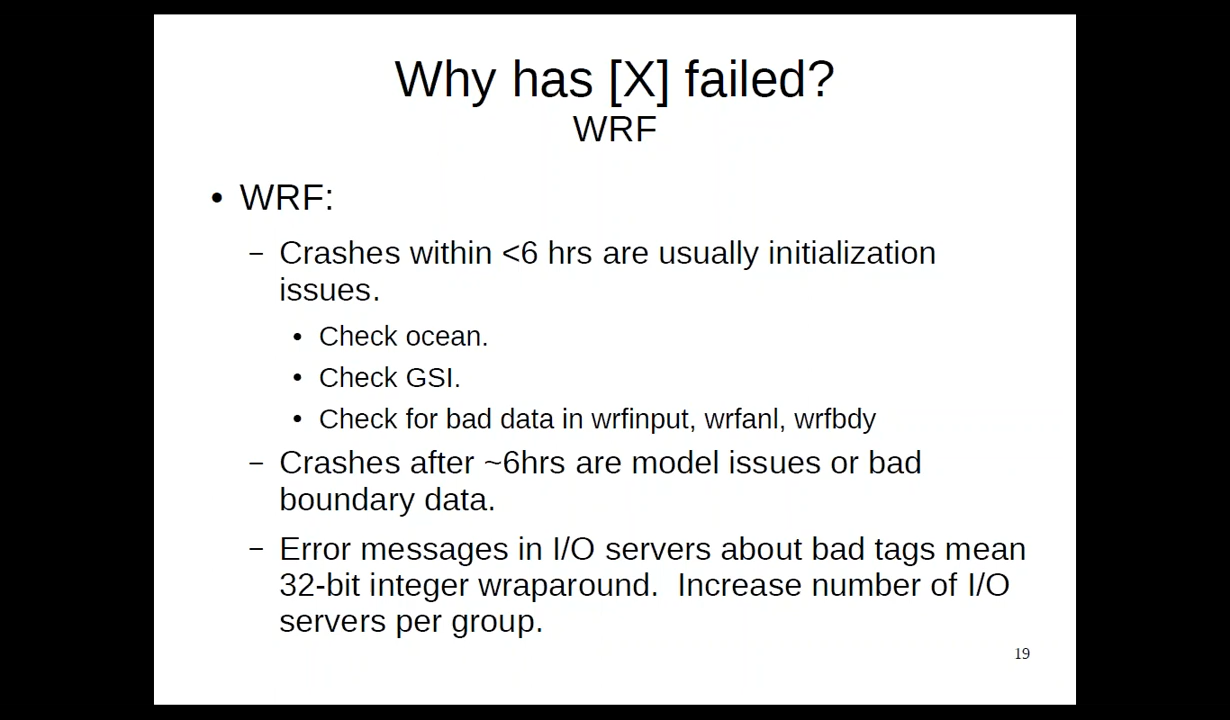 Why has [X] failed?
WRF
• WRF:
– Crashes within <6 hrs are usually initialization
issues.
• Check ocean.
• Check GSI.
• Check for bad data in wrfinput, wrfanl, wrfbdy
– Crashes after ~6hrs are model issues or bad
boundary data.
– Error messages in I/O servers about bad tags mean
32-bit integer wraparound.  Increase number of I/O
servers per group.
19